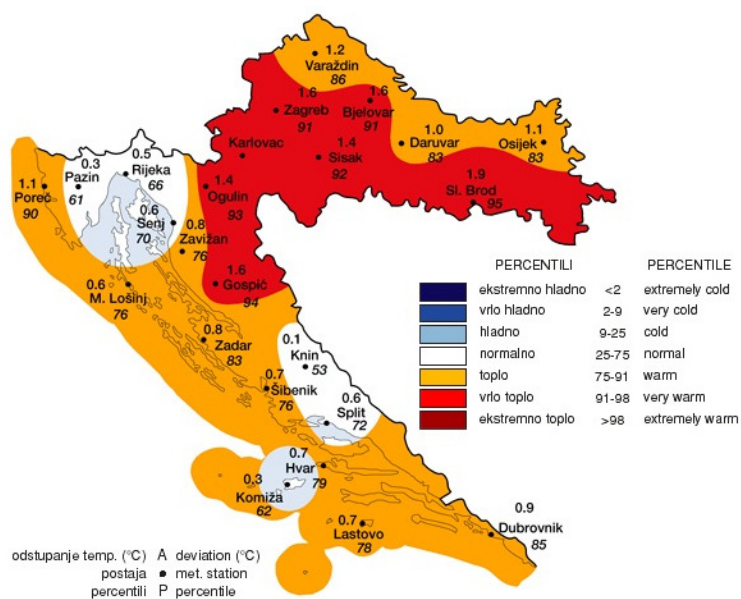 1.2
Varaždin
86
1.6
Zagreb
91
1.6
Bjelovar
91
1.0
Daruvar
83
1.1
Osijek
83
Karlovac
1.4
Sisak
92
1.9
Sl. Brod
95
0.3
Pazin
61
0.5
Rijeka
66
1.1
Poreč
90
0.6
Senj
70
1.4
Ogulin
93
0.8
Zavižan
76
1.6
Gospić
94
0.6
M. Lošinj
76
0.8
Zadar
83
0.1
Knin
53
0.7
Šibenik
76
0.6
Split
72
0.7
Hvar
79
0.3
Komiža
62
0.7
Lastovo
78
0.9
Dubrovnik
85
PERCENTILI PERCENTILE
ekstremno hladno <2 extremely cold
vrlo hladno 2-9 very cold
hladno 9-25 cold
normalno 25-75 normal
toplo 75-91 warm
vrlo toplo 91-98 very warm
ekstremno toplo >98 extremely warm
odstupanje temp. (°C) A deviation (°C)
postaja met. station
percentili P percentile